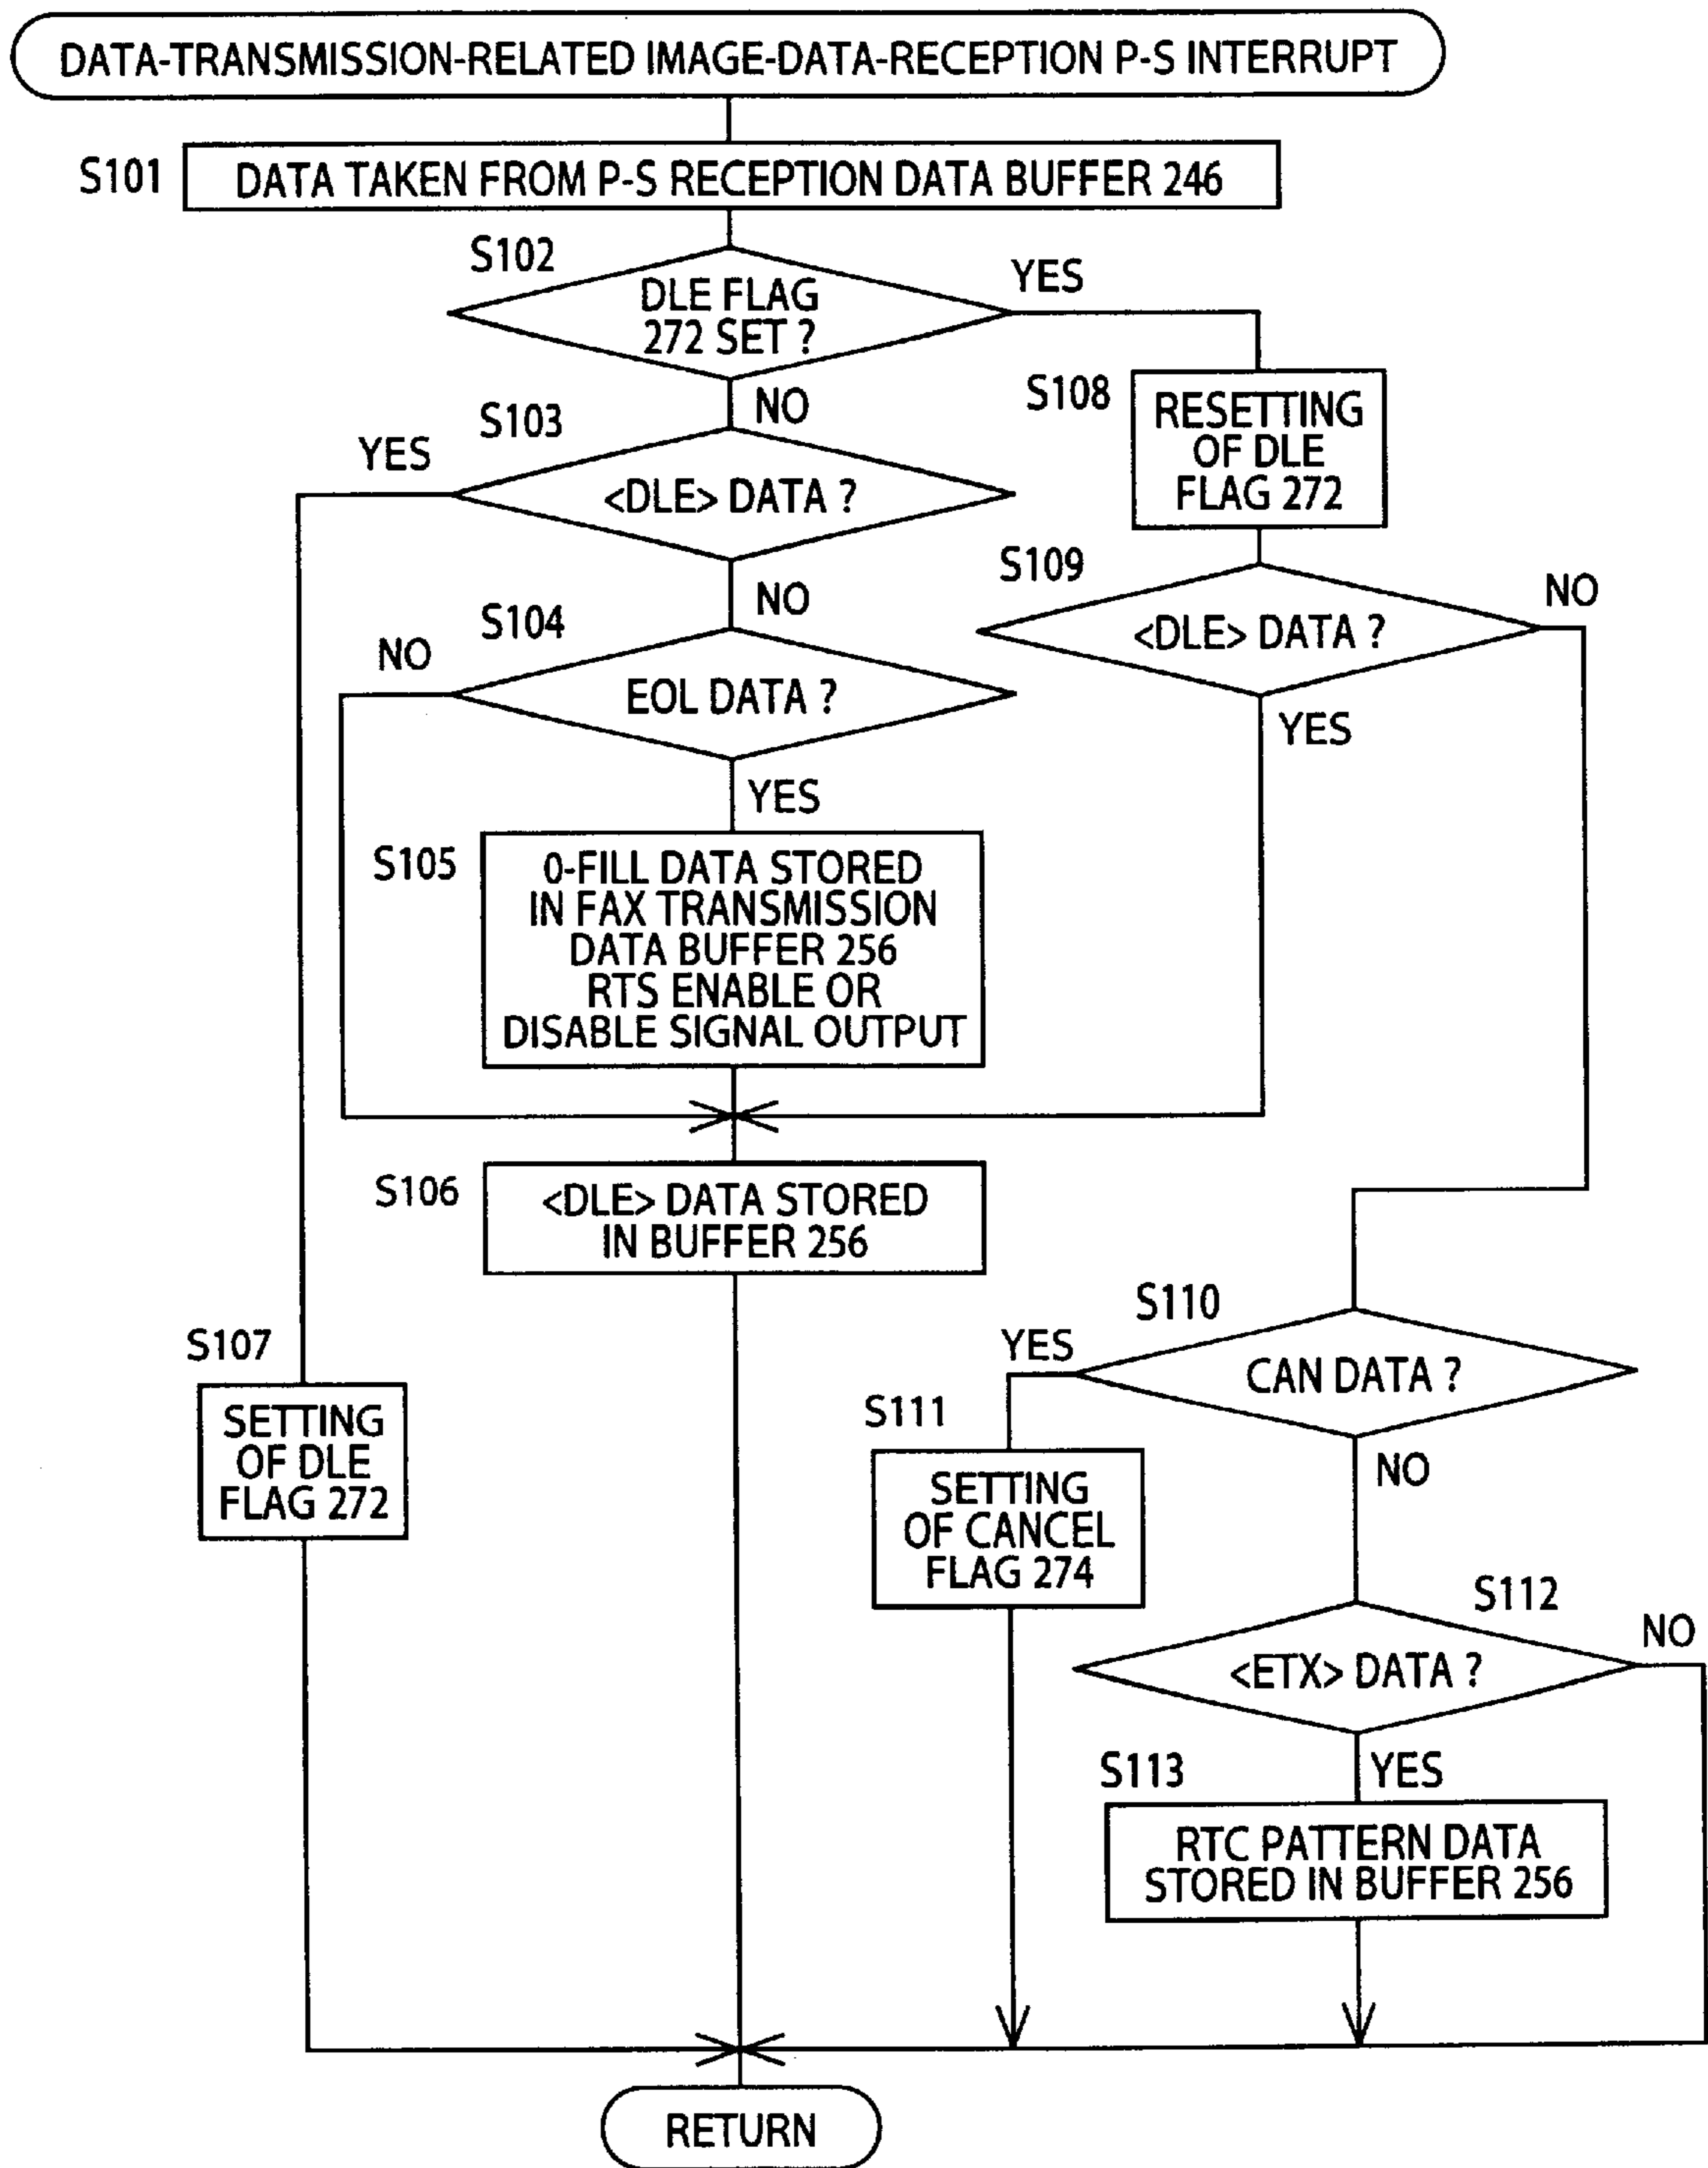 DATA-TRANSMISSION-RELATED IMAGE-DATA-RECEPTION P-S INTERRUPT
S101
DATA TAKEN FROM P-S RECEPTION DATA BUFFER 246
S102
DLE FLAG
272 SET ?
YES
NO
S108
RESETTING
OF DLE
FLAG 272
S103
YES
<DLE> DATA ?
NO
S109
<DLE> DATA ?
NO
YES
S104
NO
EOL DATA ?
YES
S105
0-FILL DATA STORED
IN FAX TRANSMISSION
DATA BUFFER 256
RTS ENABLE OR
DISABLE SIGNAL OUTPUT
S106
<DLE> DATA STORED
IN BUFFER 256
S107
SETTING
OF DLE
FLAG 272
S110
YES
CAN DATA ?
NO
S111
SETTING
OF CANCEL
FLAG 274
S112
NO
<ETX> DATA ?
YES
S113
RTC PATTERN DATA
STORED IN BUFFER 256
RETURN